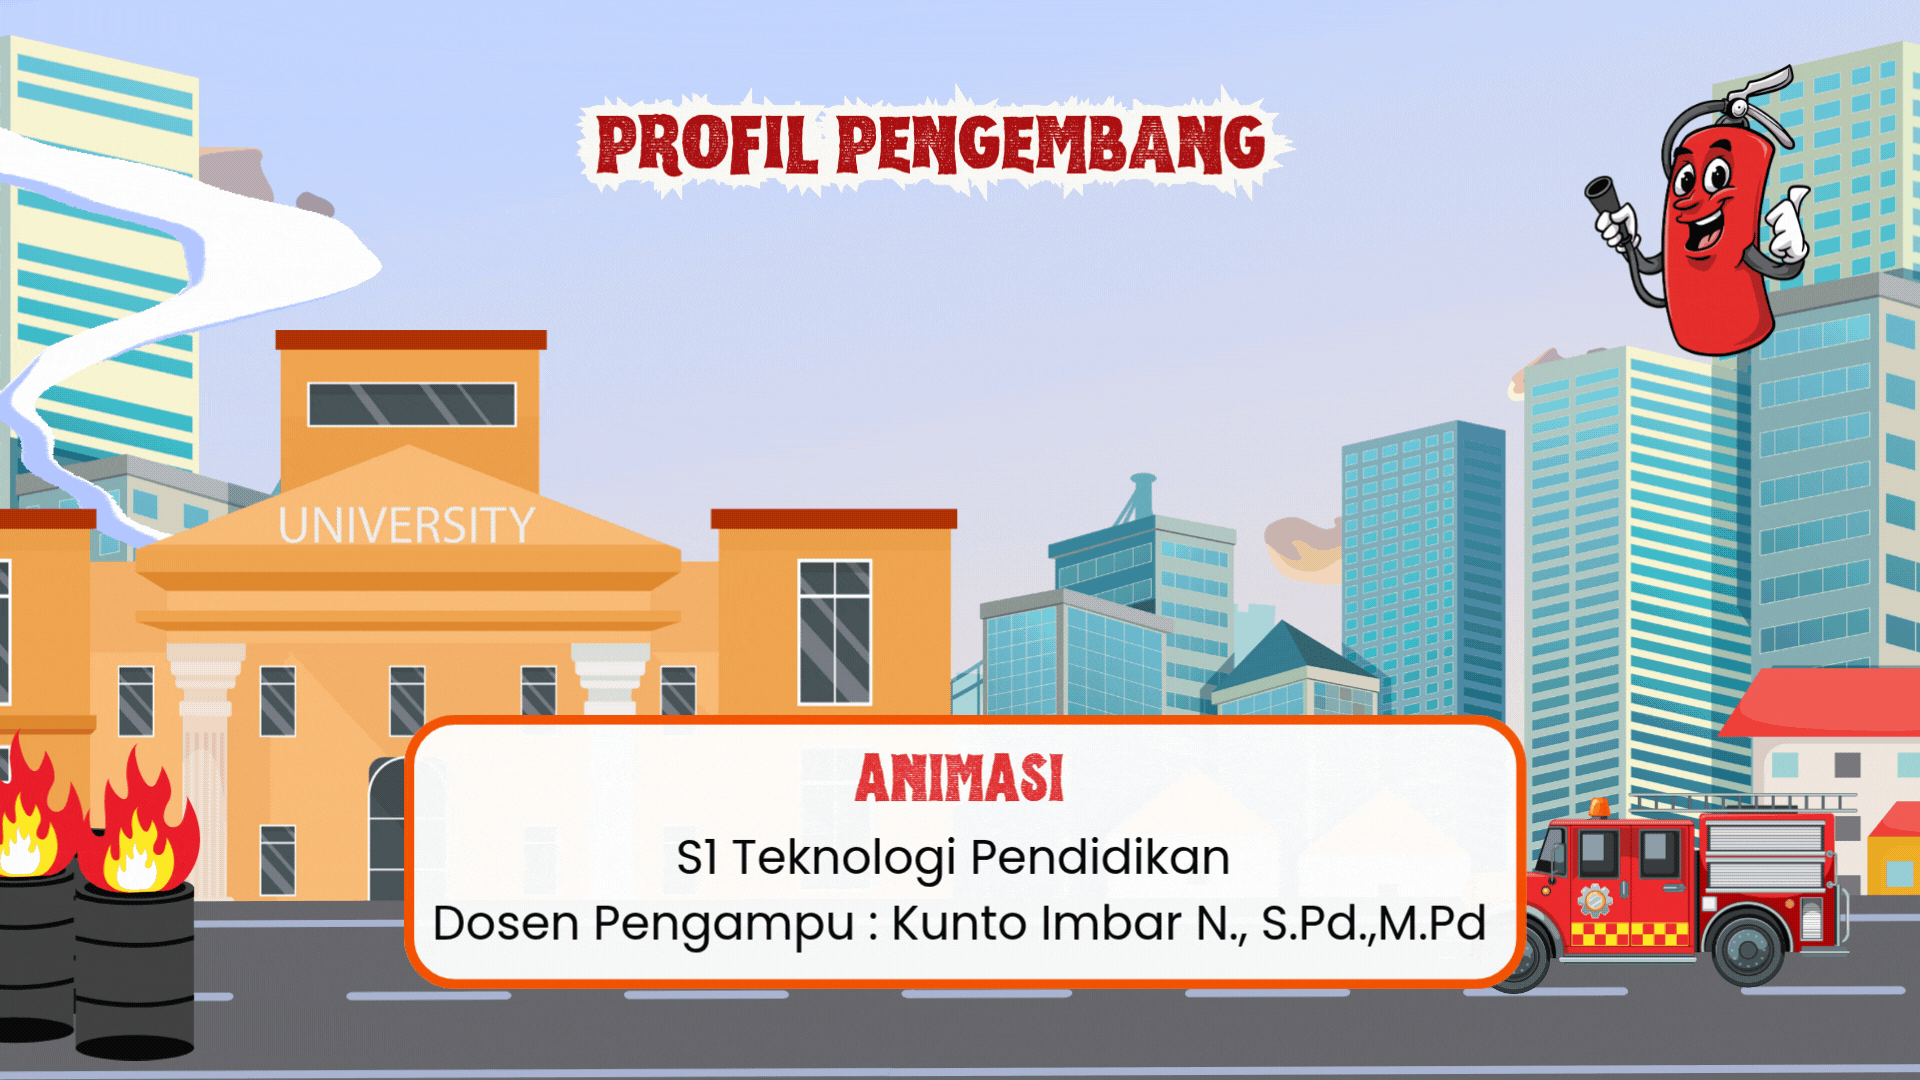 PROFIL PENGEMBANG
UNIVERSITY
ANIMASI
S1 Teknologi Pendidikan
Dosen Pengampu : Kunto Imbar N., S.Pd.,M.Pd